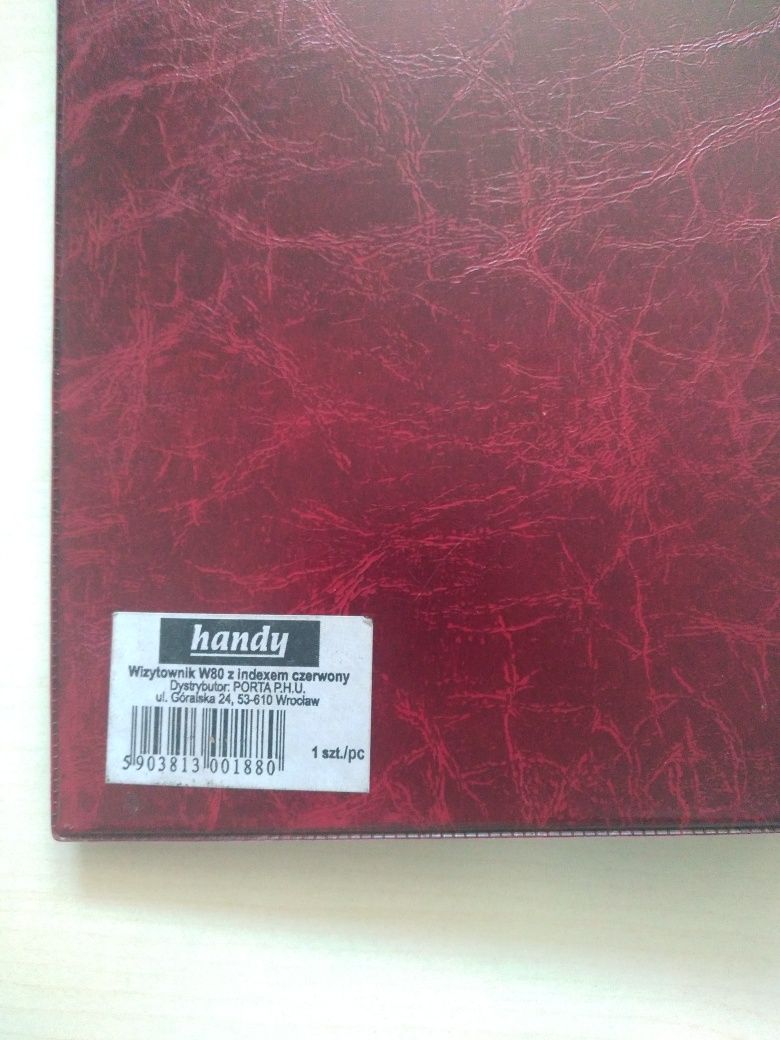 handy
Wizytownik W80 z indexem czerwony
Dystrybutor: PORTA P.H.U.
ul. Góralska 24, 53-610 Wrocław
1 szt./pc
5 903813 001880